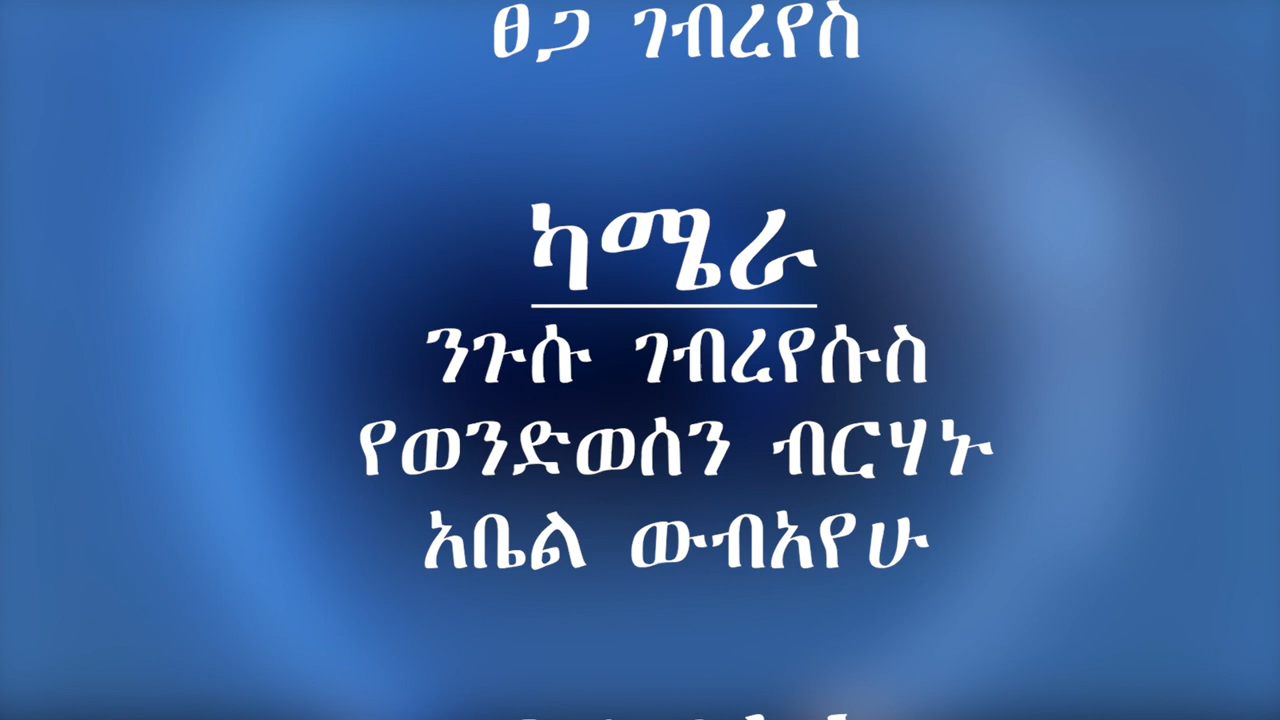 ፀጋ ገብረየስ
ካሜራ
ንጉሱ ገብረየሱስ
የወንድወሰን ብርሃኑ
አቤል ውብአየሁ